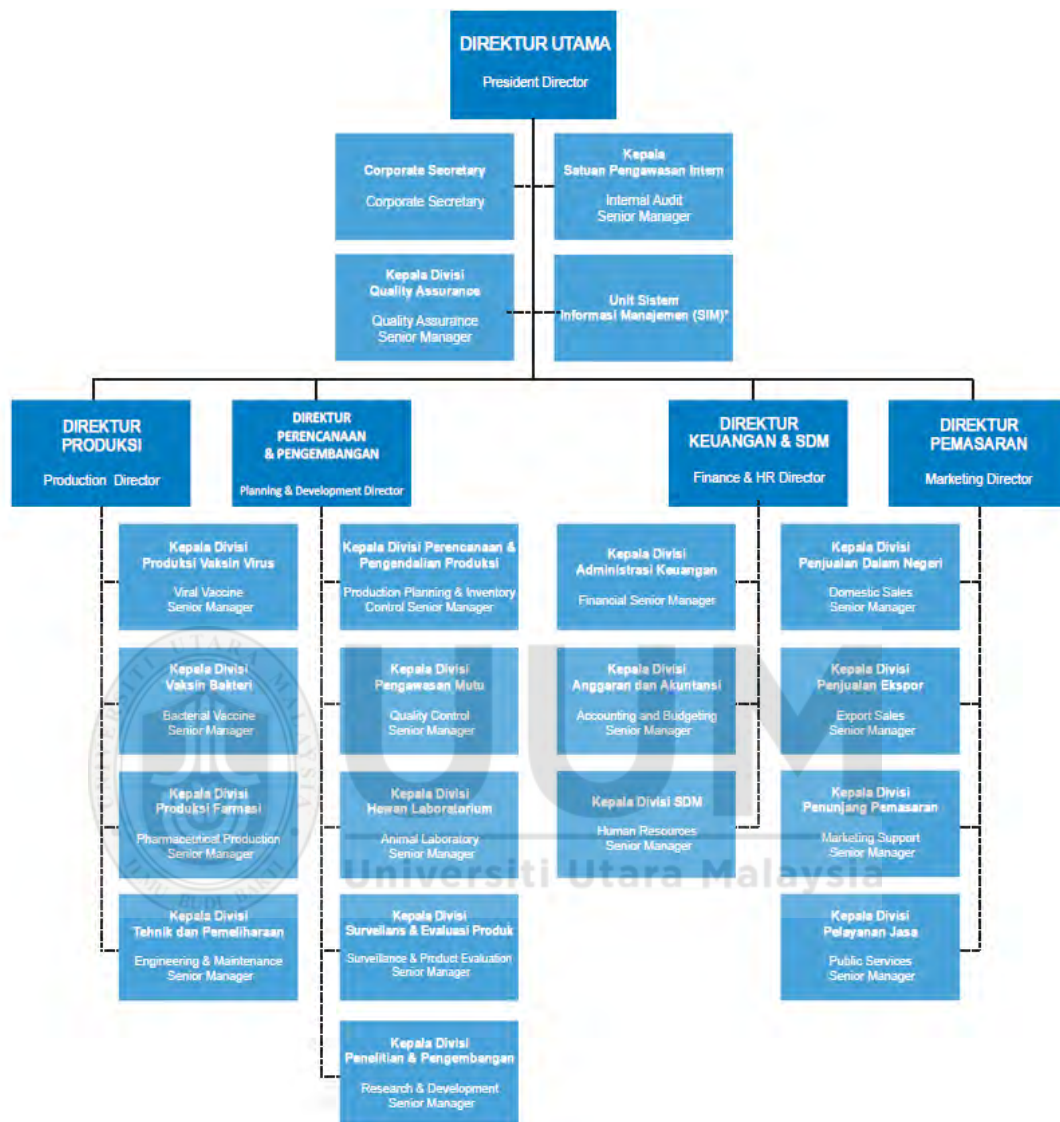 DIREKTUR UTAMA
President Director
Corporate Secretary
Corporate Secretary
Kepala
Satuan Pengawasan Intern
Internal Audit
Senior Manager
Kepala Divisi
Quality Assurance
Quality Assurance
Senior Manager
Unit Sistem
Informasi Manajemen (SIM)*
DIREKTUR
PRODUKSI
Production Director
DIREKTUR
PERENCANAAN
& PENGEMBANGAN
Planning & Development Director
DIREKTUR
KEUANGAN & SDM
Finance & HR Director
DIREKTUR
PEMASARAN
Marketing Director
Kepala Divisi
Produksi Vaksin Virus
Viral Vaccine
Senior Manager
Kepala Divisi Perencanaan &
Pengendalian Produksi
Production Planning & Inventory
Control Senior Manager
Kepala Divisi
Administrasi Keuangan
Financial Senior Manager
Kepala Divisi
Penjualan Dalam Negeri
Domestic Sales
Senior Manager
Kepala Divisi
Vaksin Bakteri
Bacterial Vaccine
Senior Manager
Kepala Divisi
Pengawasan Mutu
Quality Control
Senior Manager
Kepala Divisi
Anggaran dan Akuntansi
Accounting and Budgeting
Senior Manager
Kepala Divisi
Penjualan Ekspor
Export Sales
Senior Manager
Kepala Divisi
Produksi Farmasi
Pharmaceutical Production
Senior Manager
Kepala Divisi
Hewan Laboratorium
Animal Laboratory
Senior Manager
Kepala Divisi SDM
Human Resources
Senior Manager
Kepala Divisi
Penunjang Pemasaran
Marketing Support
Senior Manager
Kepala Divisi
Tehnik dan Pemeliharaan
Engineering & Maintenance
Senior Manager
Kepala Divisi
Surveilans & Evaluasi Produk
Surveillance & Product Evaluation
Senior Manager
Kepala Divisi
Pelayanan Jasa
Public Services
Senior Manager
Kepala Divisi
Penelitian & Pengembangan
Research & Development
Senior Manager
UUM
Universiti Utara Malaysia
UNIVERSITI UTARA MALAYSIA
ILMU BUDI BAKTI